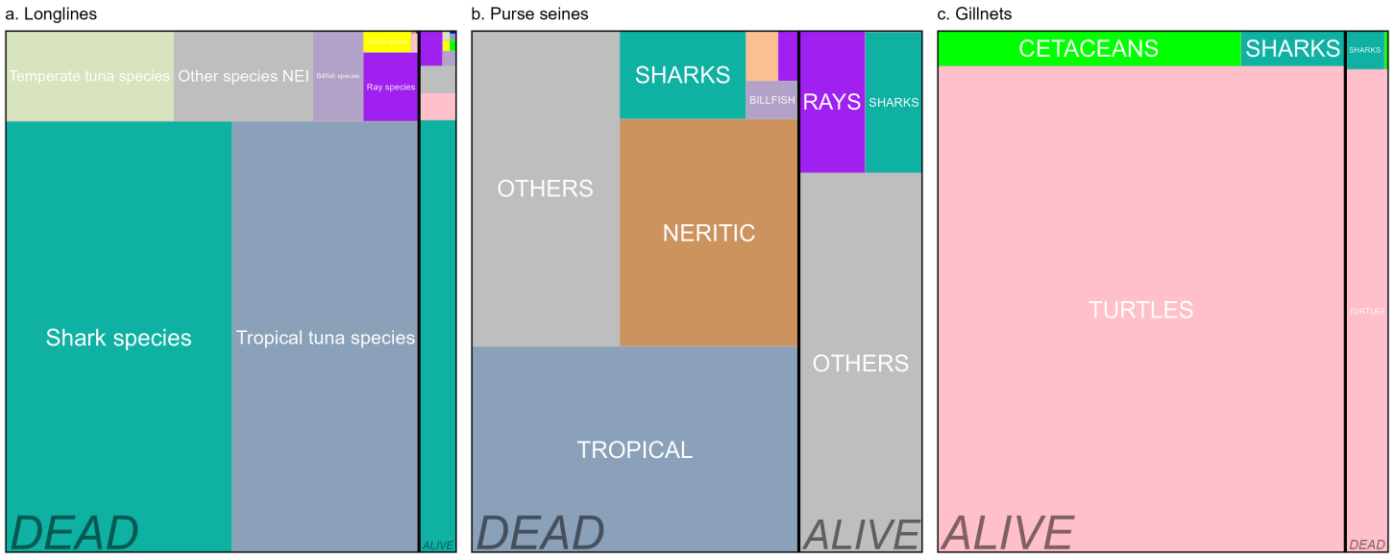 a. Longlines
Temperate tuna species
Other species NEI
Billfish species
Ray species
Shark species
Tropical tuna species
DEAD
ALIVE
b. Purse seines
OTHERS
SHARKS
BILLFISH
NERITIC
TROPICAL
DEAD
RAYS
SHARKS
OTHERS
ALIVE
c. Gillnets
CETACEANS
SHARKS
TURTLES
ALIVE
SHARKS
TURTLES
DEAD